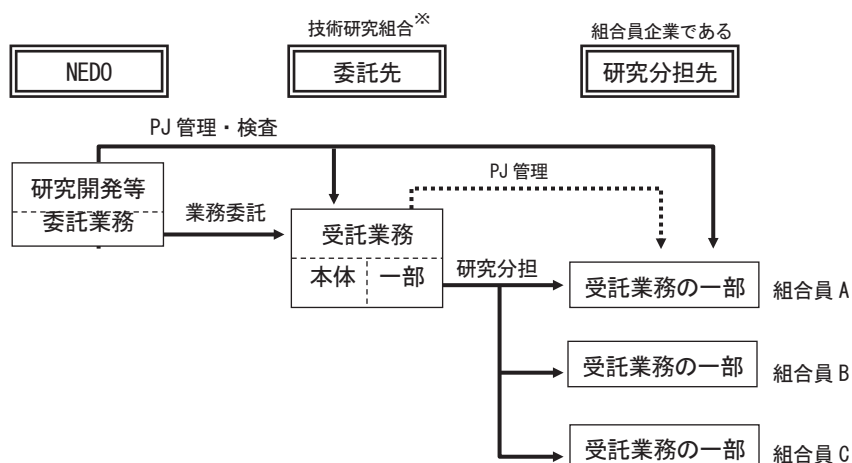 技術研究組合※
組合員企業である
NEDO
委託先
研究分担先
PJ 管理・検査
PJ 管理
研究開発等
委託業務
業務委託
受託業務
本体
一部
研究分担
受託業務の一部
組合員 A
受託業務の一部
組合員 B
受託業務の一部
組合員 C